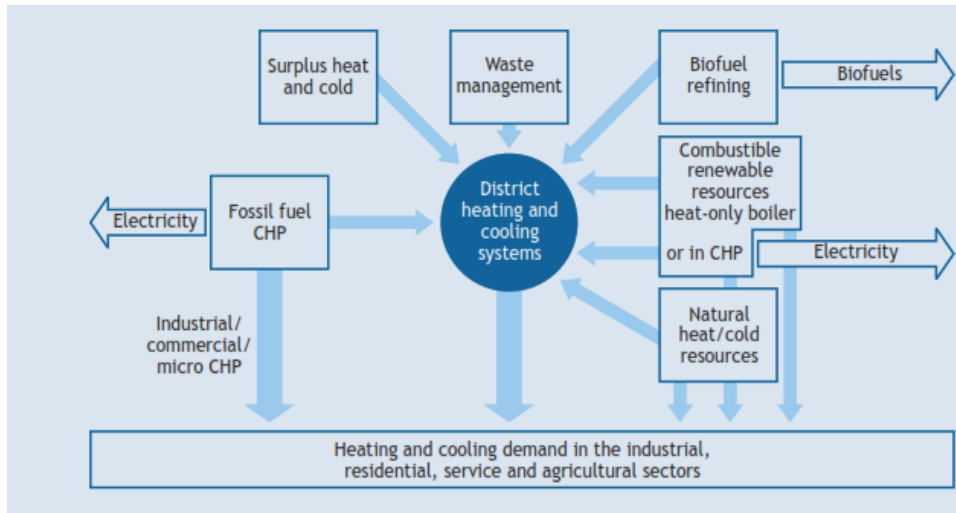 Surplus heat
and cold
Waste
management
Biofuel
refining
Biofuels
Combustible
renewable
resources
heat-only boiler
or in CHP
Electricity
District
heating and
cooling
systems
Fossil fuel
CHP
Electricity
Natural
heat/cold
resources
Industrial/
commercial/
micro CHP
Heating and cooling demand in the industrial,
residential, service and agricultural sectors